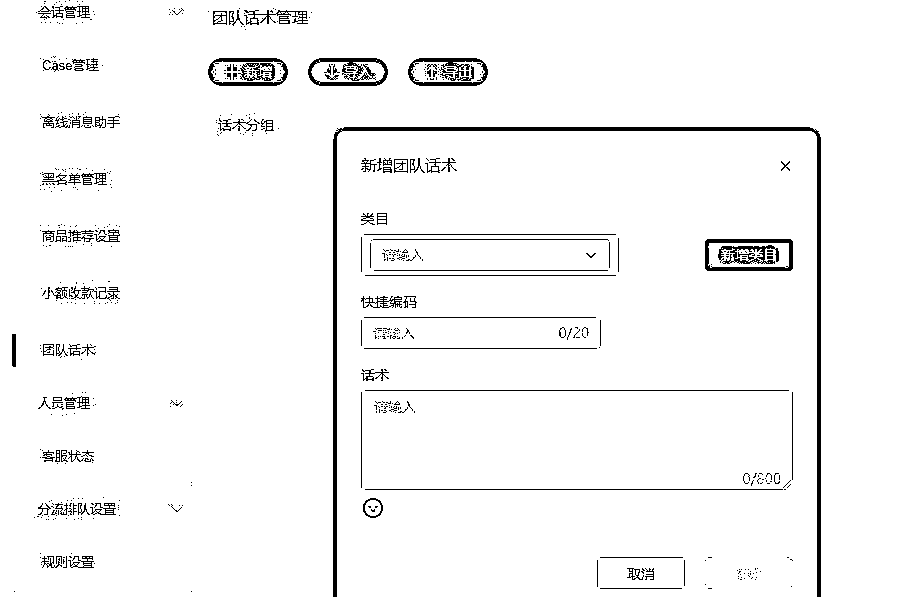 会话管理
Case管理
离线消息助手
黑名单管理
商品推荐设置
小额收款记录
团队话术
人员管理
客服状态
分流排队设置
规则设置
团队话术管理
新增 导入 导出
话术分组
新增团队话术
类目
请输入
新增类目
快捷编码
请输入 0/20
话术
请输入
0/800
取消